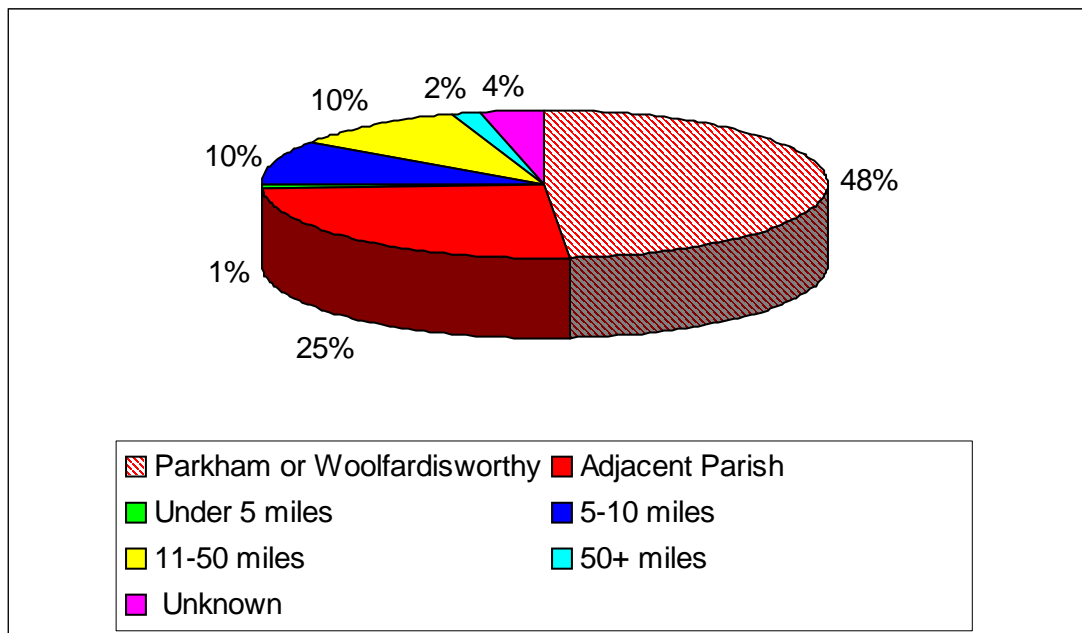 2% 4%
10%
10%
48%
1%
25%
Parkham or Woolfardisworthy Adjacent Parish
Under 5 miles 5-10 miles
11-50 miles 50+ miles
Unknown